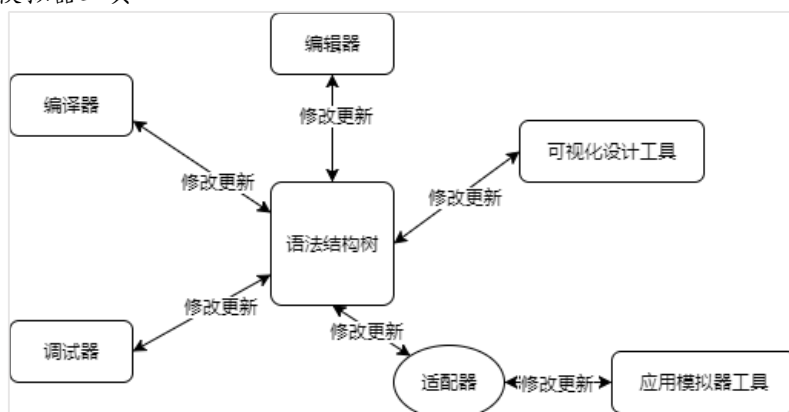 编辑器
编译器
修改更新
可视化设计工具
修改更新
修改更新
语法结构树
修改更新
修改更新
调试器
适配器
修改更新
应用模拟器工具